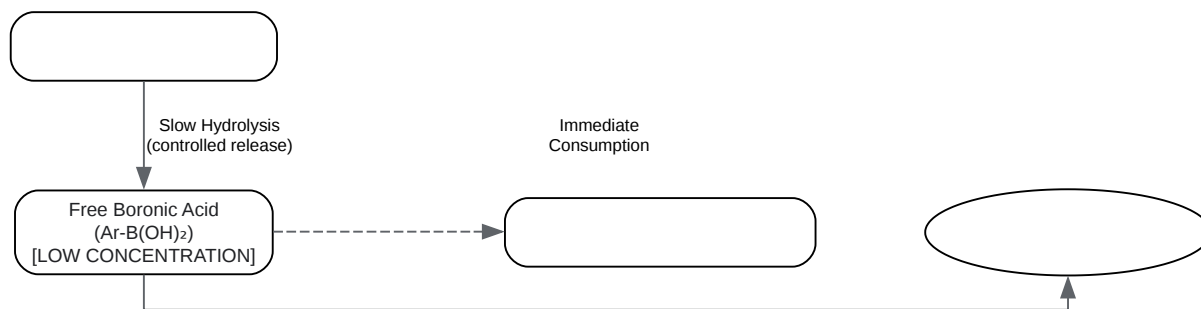 Slow Hydrolysis
(controlled release)
Immediate
Consumption
Free Boronic Acid
(Ar-B(OH)₂)
[LOW CONCENTRATION]